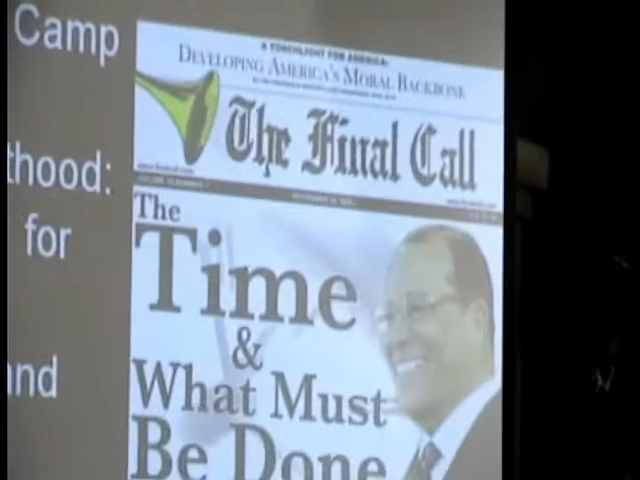 Camp
thood:
for
and
A TORCHLIGHT FOR AMERICA:
DEVELOPING AMERICA'S MORAL BACKBONE
The Final Call
The
Time
&
What Must
Be Done